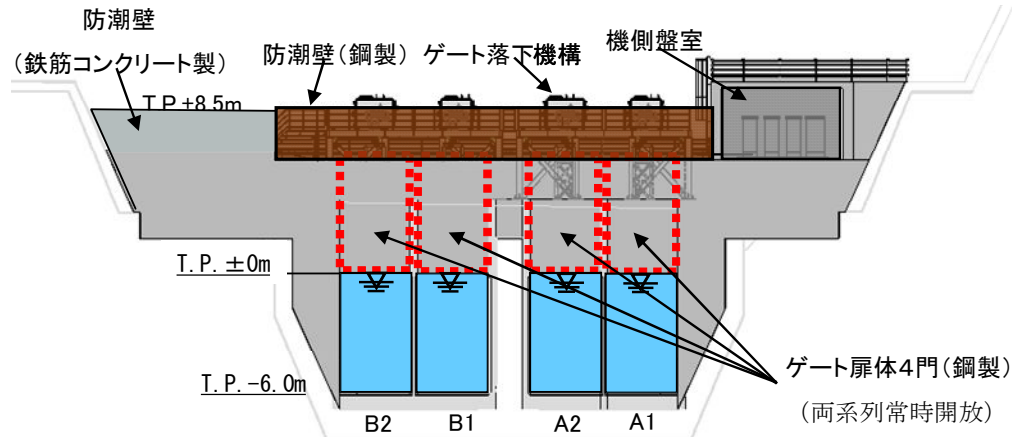 防潮壁
(鉄筋コンクリート製)
防潮壁(鋼製)
ゲート落下機構
機側盤室
T.P.+8.5m
T.P.±0m
T.P.-6.0m
B2
B1
A2
A1
ゲート扉体4門(鋼製)
(両系列常時開放)